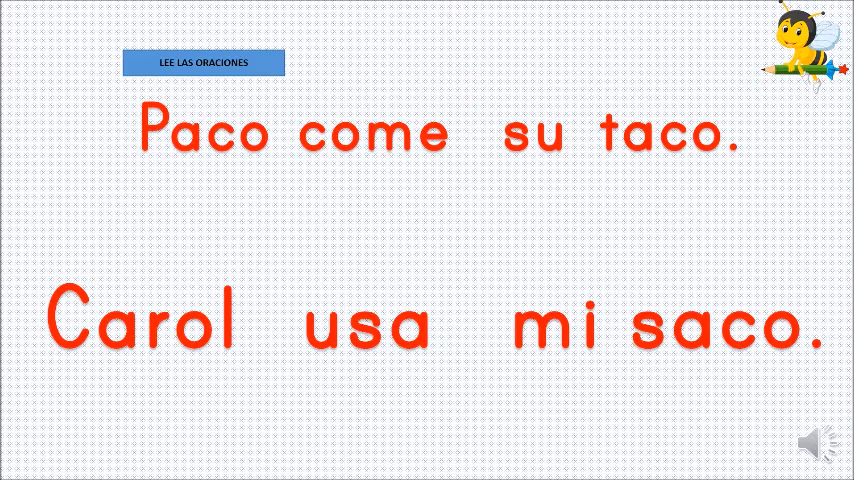 LEE LAS ORACIONES
Paco come su taco.
Carol usa mi saco.